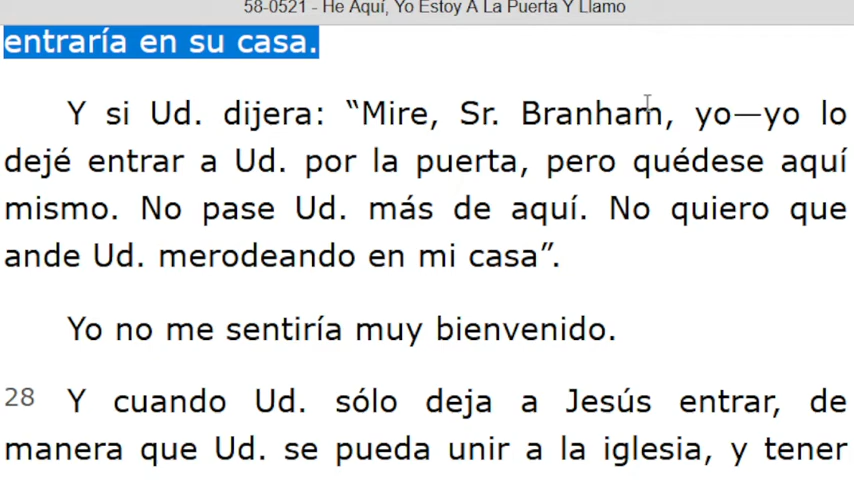 58-0521 - He Aquí, Yo Estoy A La Puerta Y Llamo
entraría en su casa.
Y si Ud. dijera: “Mire, Sr. Branham, yo—yo lo
dejé entrar a Ud. por la puerta, pero quédese aquí
mismo. No pase Ud. más de aquí. No quiero que
ande Ud. merodeando en mi casa”.
Yo no me sentiría muy bienvenido.
28 Y cuando Ud. sólo deja a Jesús entrar, de
manera que Ud. se pueda unir a la iglesia, y tener